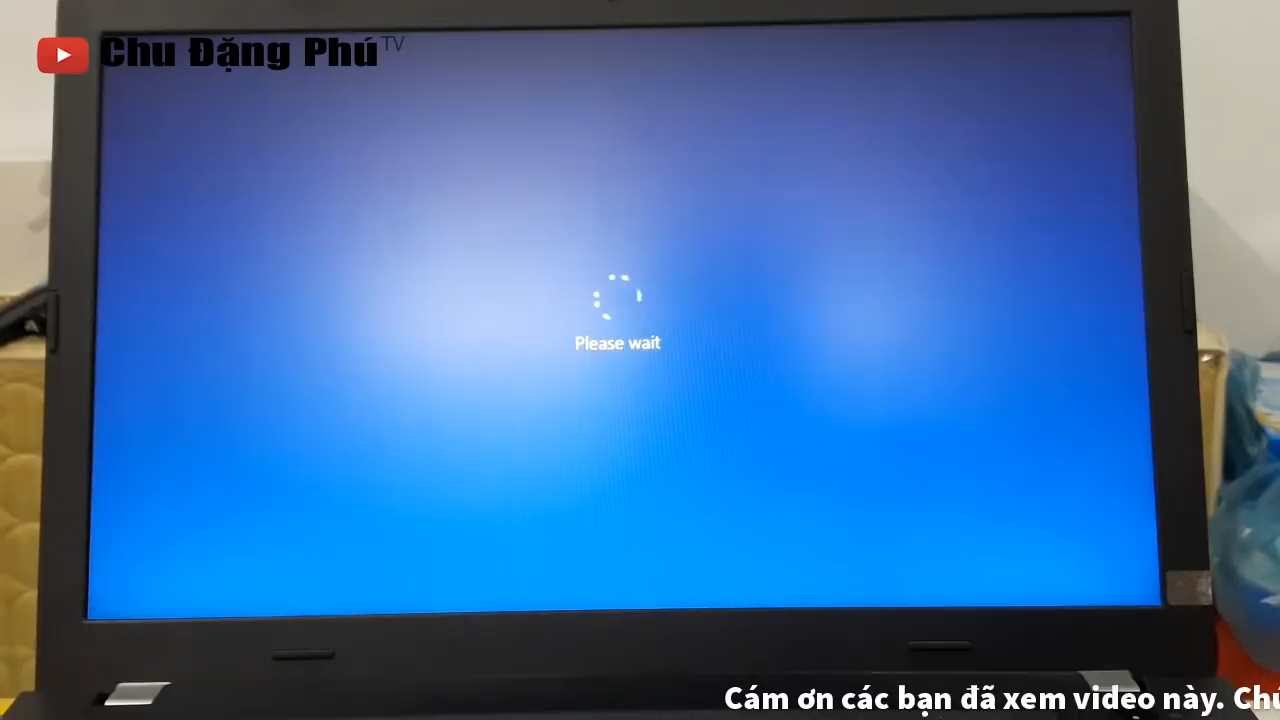 Chu Đặng Phú TV
Please wait
Cám ơn các bạn đã xem video này.